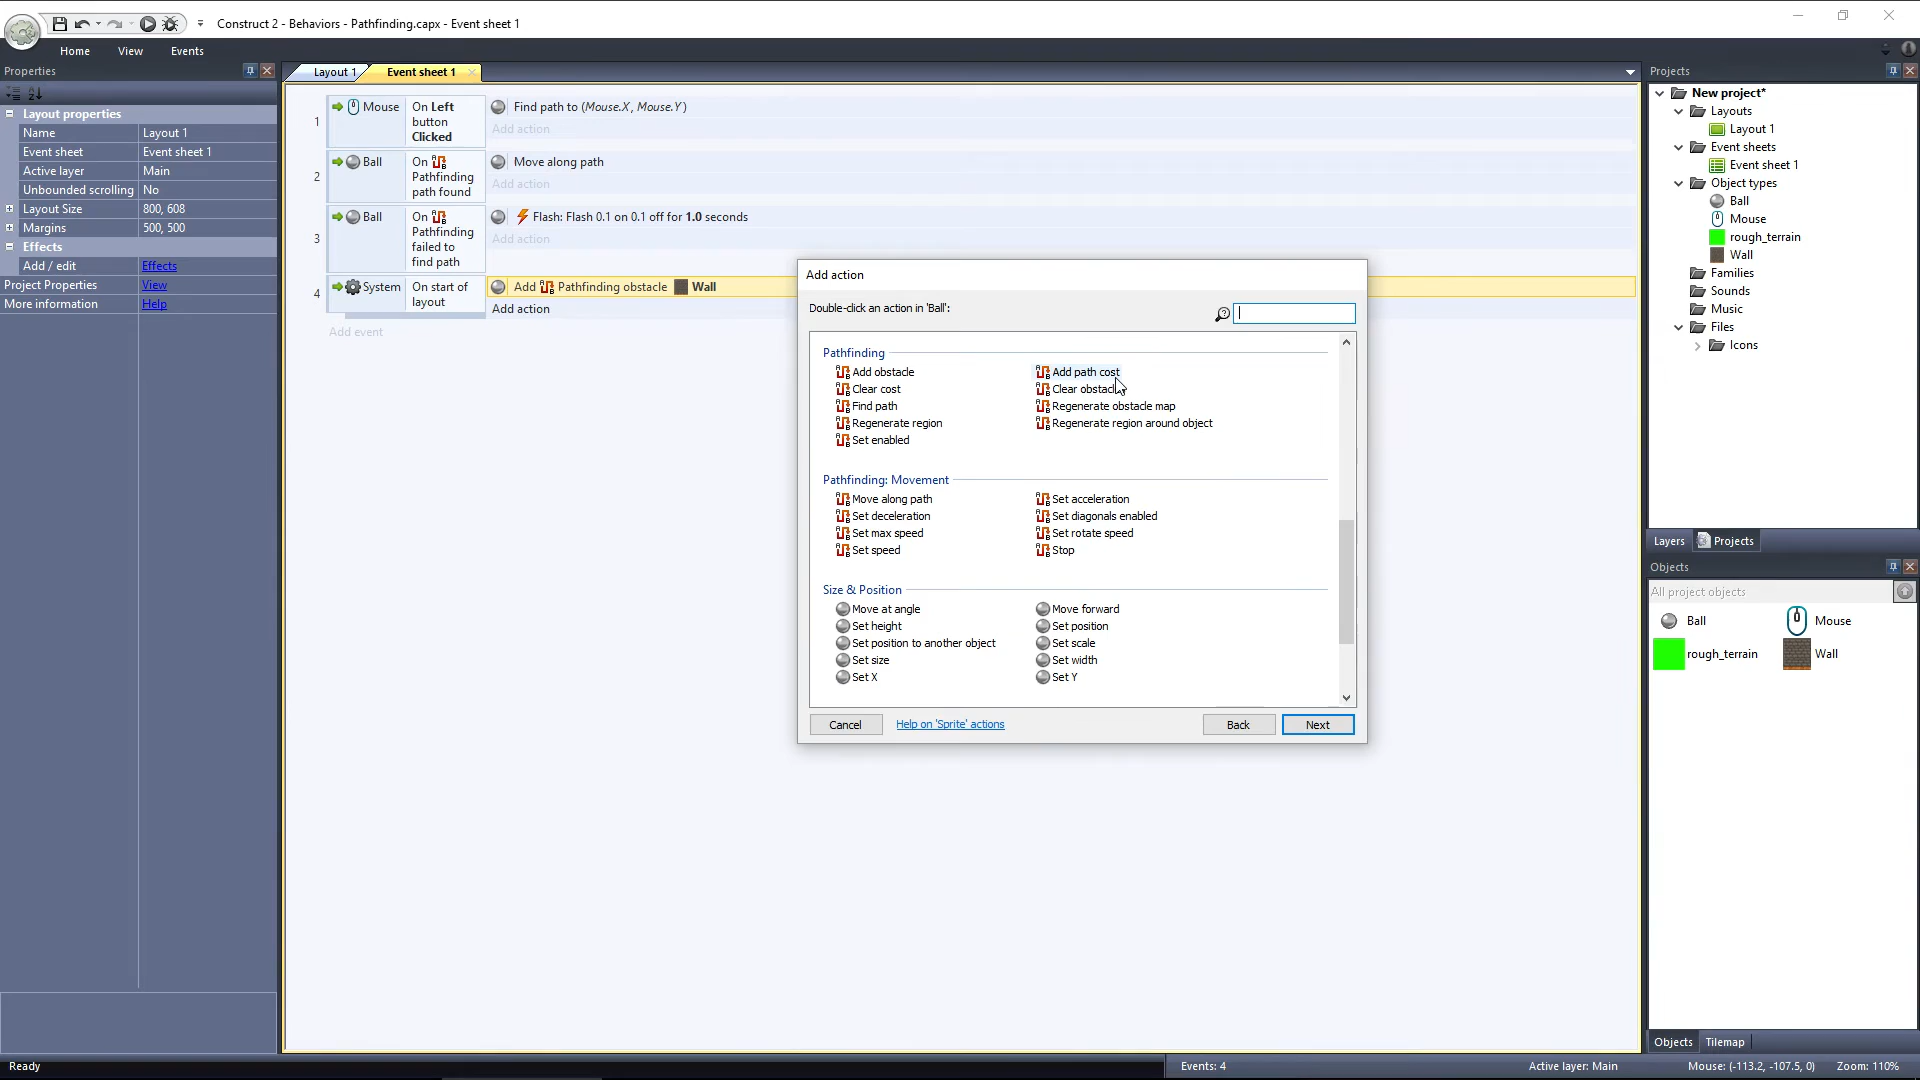 Construct 2 - Behaviors - Pathfinding.capx - Event sheet 1
Home
View
Events
Properties
Layout properties
Name
Layout 1
Event sheet
Event sheet 1
Active layer
Main
Unbounded scrolling
No
Layout Size
800, 608
Margins
500, 500
Effects
Add / edit
Effects
Project Properties
View
More information
Help
Layout 1
Event sheet 1
1
Mouse
On Left
button
Clicked
Find path to (Mouse.X, Mouse.Y)
Add action
2
Ball
On
Pathfinding
path found
Move along path
Add action
3
Ball
On
Pathfinding
failed to
find path
Flash: Flash 0.1 on 0.1 off for 1.0 seconds
Add action
4
System
On start of
layout
Add Pathfinding obstacle Wall
Add action
Add event
Add action
Double-click an action in 'Ball':
Pathfinding
Add obstacle
Add path cost
Clear cost
Clear obstacle
Find path
Regenerate obstacle map
Regenerate region
Regenerate region around object
Set enabled
Pathfinding: Movement
Move along path
Set acceleration
Set deceleration
Set diagonals enabled
Set max speed
Set rotate speed
Set speed
Stop
Size & Position
Move at angle
Move forward
Set height
Set position
Set position to another object
Set scale
Set size
Set width
Set X
Set Y
Cancel
Help on 'Sprite' actions
Back
Next
Projects
New project*
Layouts
Layout 1
Event sheets
Event sheet 1
Object types
Ball
Mouse
rough_terrain
Wall
Families
Sounds
Music
Files
Icons
Layers
Projects
Objects
All project objects
Ball
Mouse
rough_terrain
Wall
Objects
Tilemap
Ready
Events: 4
Active layer: Main
Mouse: (-113.2, -107.5, 0)
Zoom: 110%